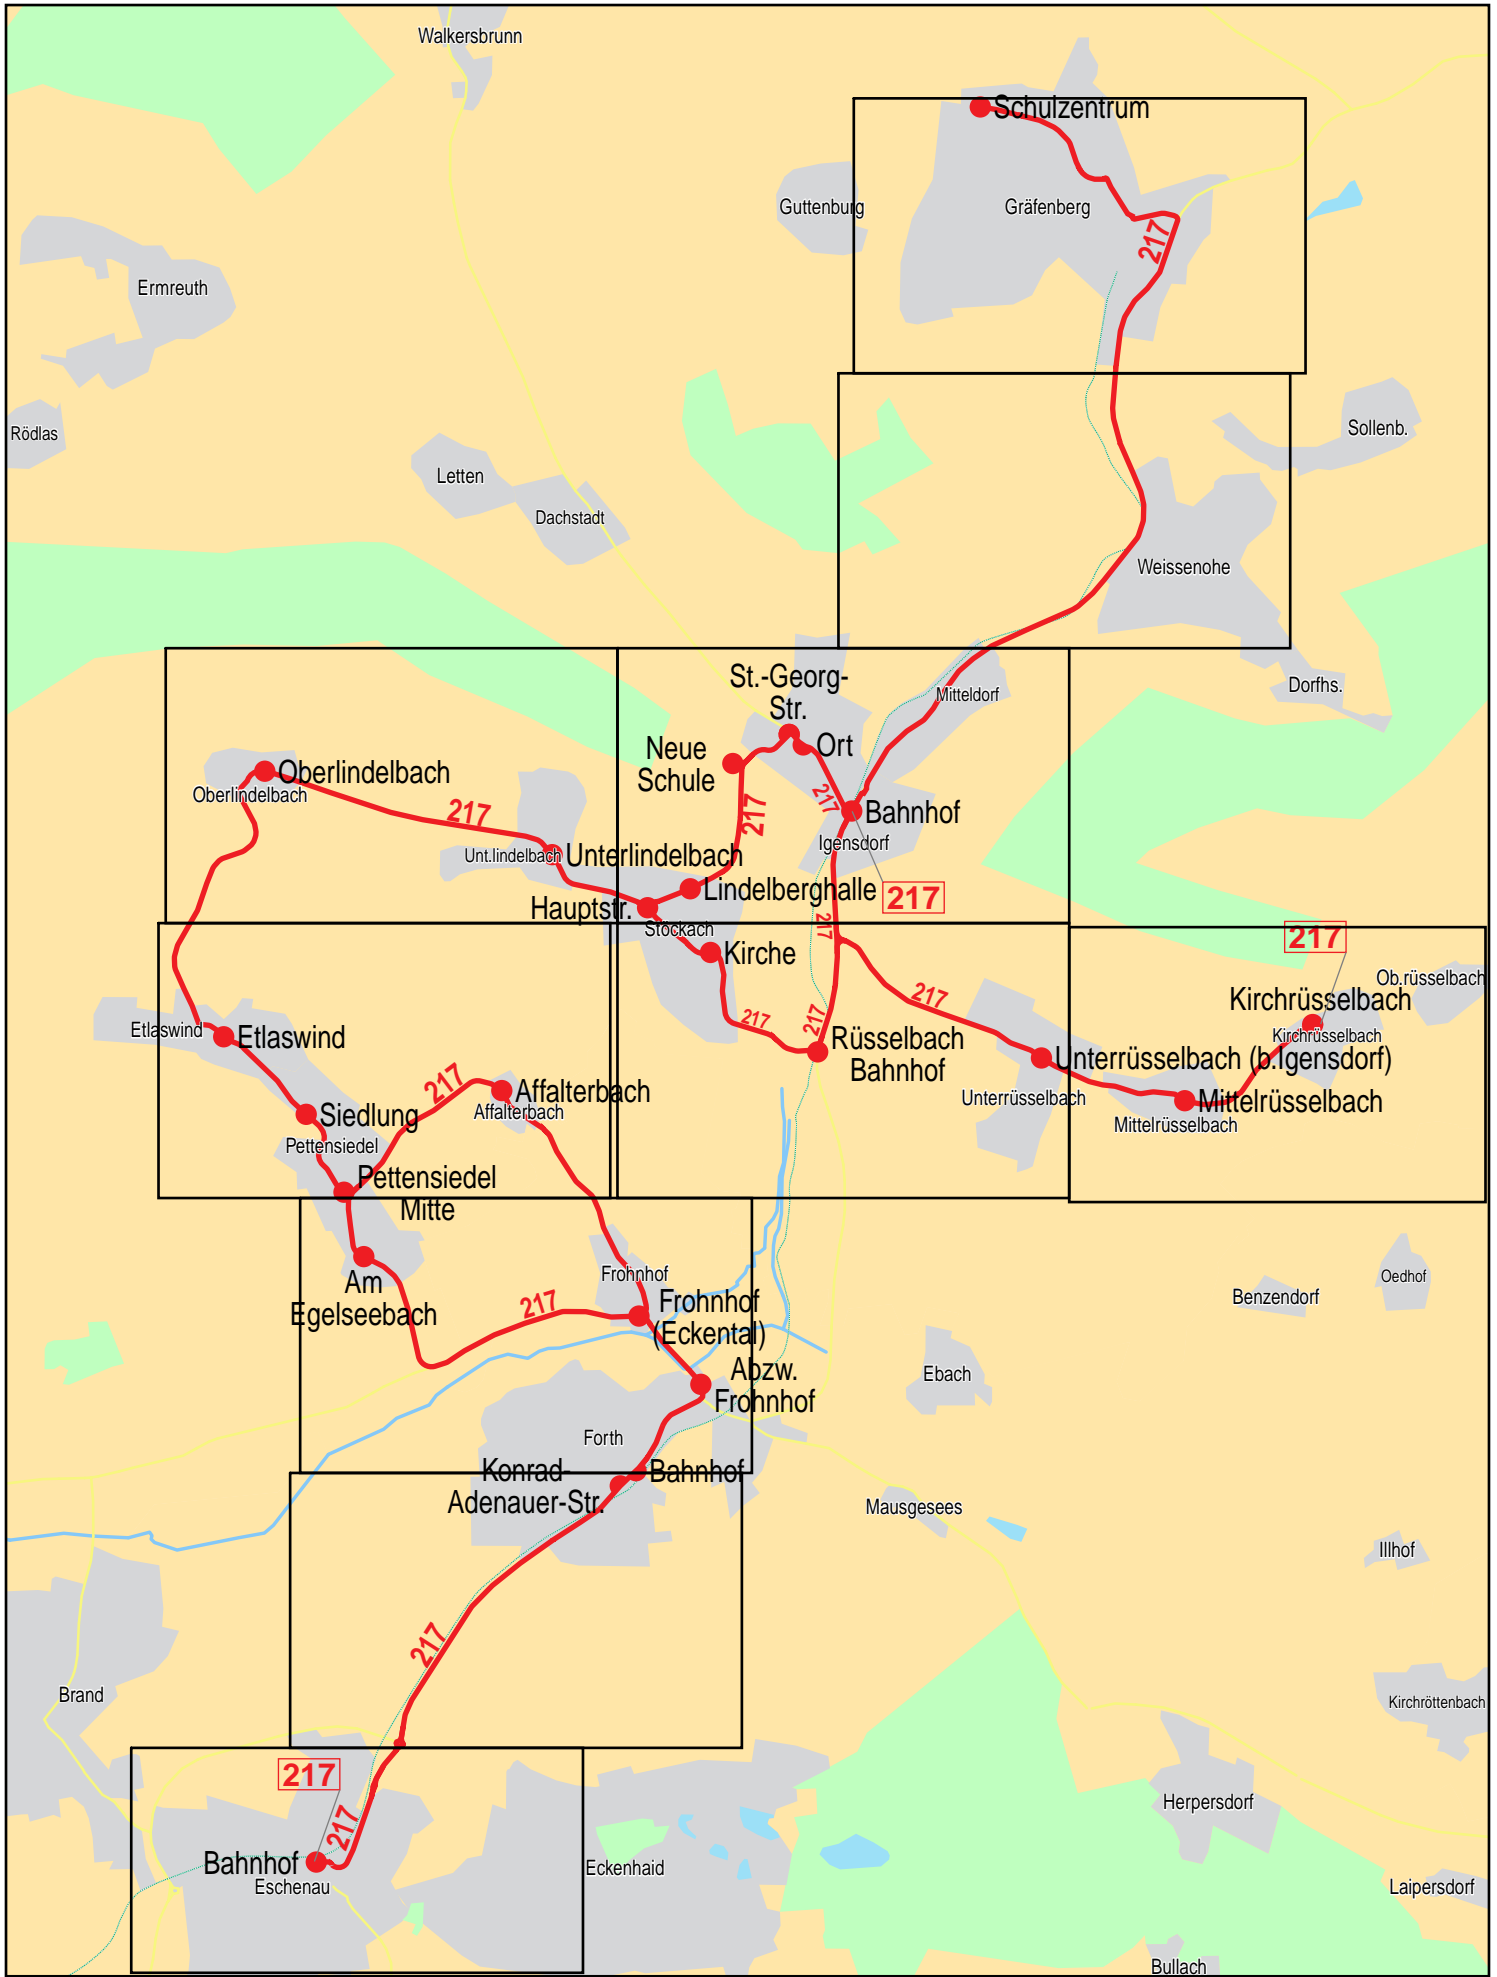 Walkersbrunn
Schulzentrum
Guttenburg
Gräfenberg
217
Ermreuth
Rödlas
Sollenb.
Letten
Dachstadt
Weissenohe
St.-Georg-
Str.
Mitteldorf
Dorfhs.
Neue
Schule
Ort
Oberlindelbach
Oberlindelbach
217
217
217
Bahnhof
Igensdorf
Unt.lindelbach
Unterlindelbach
Lindelberghalle
217
Hauptstr.
Stöckach
217
217
Kirche
Ob.rüsselbach
217
Kirchrüsselbach
Kirchrüsselbach
217
217
Etlaswind
Etlaswind
Rüsselbach
Bahnhof
Unterrüsselbach (b.Igensdorf)
217
Affalterbach
Affalterbach
Unterrüsselbach
Mittelrüsselbach
Mittelrüsselbach
Siedlung
Pettensiedel
Pettensiedel
Mitte
Am
Egelseebach
Frohnhof
217
Frohnhof
(Eckental)
Oedhof
Benzendorf
Abzw.
Frohnhof
Ebach
Forth
Konrad-
Adenauer-Str.
Bahnhof
Mausgesees
Illhof
217
Brand
Kirchröttenbach
217
217
Herpersdorf
Bahnhof
Eschenau
Eckenhaid
Laipersdorf
Bullach